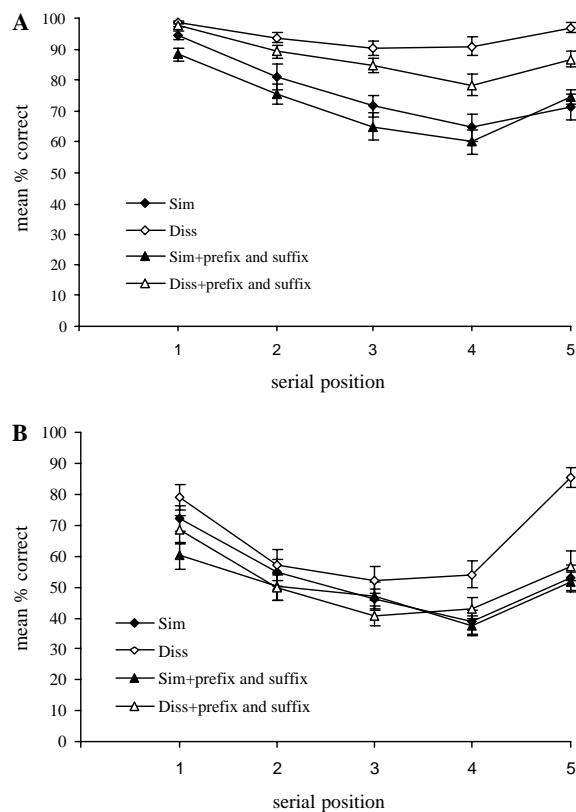 A
100
90
80
70
60
50
40
30
20
10
0
mean % correct
Sim
Diss
Sim+prefix and suffix
Diss+prefix and suffix
1 2 3 4 5
serial position
B
100
90
80
70
60
50
40
30
20
10
0
mean % correct
Sim
Diss
Sim+prefix and suffix
Diss+prefix and suffix
1 2 3 4 5
serial position